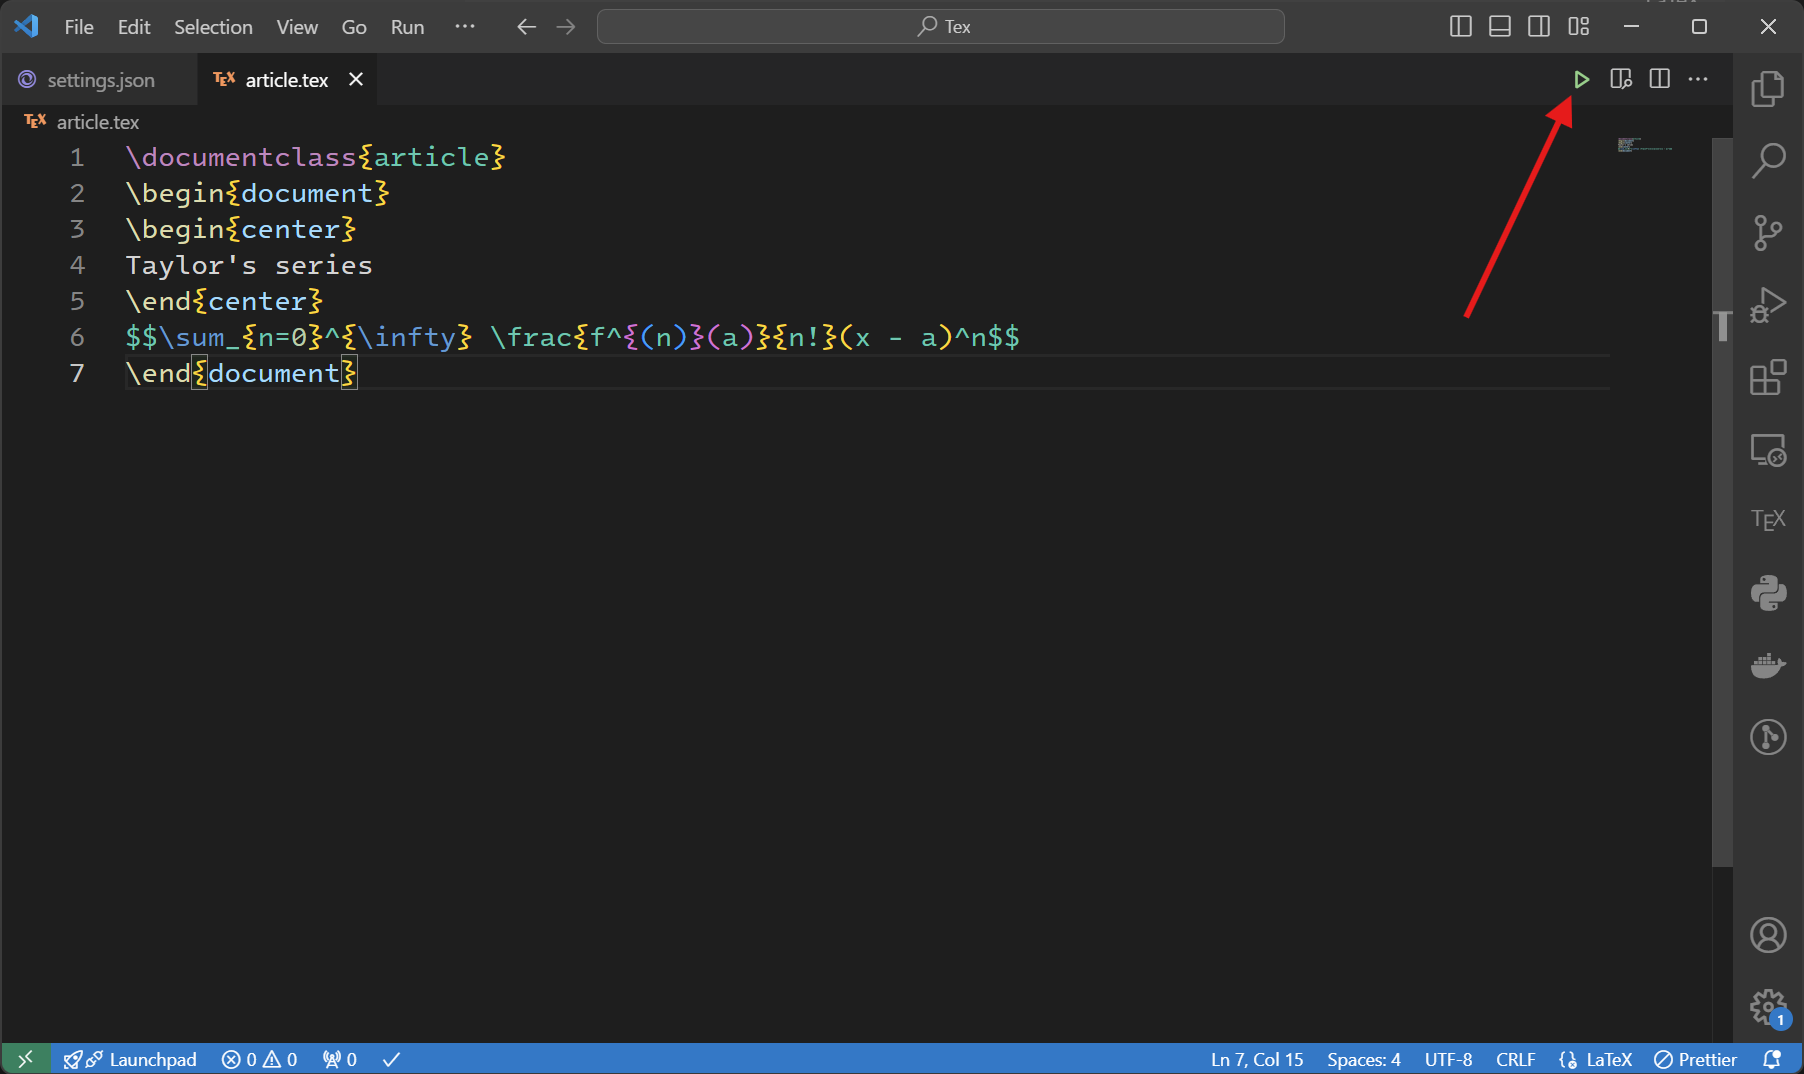 File Edit Selection View Go Run ··· Tex
settings.json TEX article.tex
TEX article.tex
1 \documentclass{article}
2 \begin{document}
3 \begin{center}
4 Taylor's series
5 \end{center}
6 $$\sum_{n=0}^{\infty} \frac{f^{(n)}(a)}{n!}(x - a)^n$$
7 \end{document}
T
TEX
1
Launchpad 0 0 0 Ln 7, Col 15 Spaces: 4 UTF-8 CRLF {} LaTeX Prettier